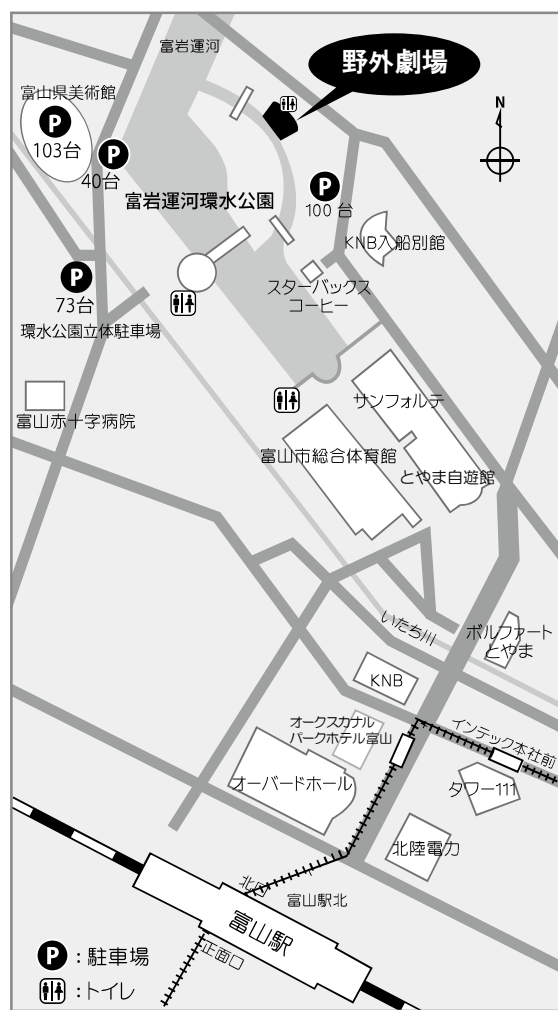 富岩運河
野外劇場
富山県美術館
P
103台
P
40台
N
富岩運河環水公園
P
100台
KNB入船別館
スターバックス
コーヒー
P
73台
環水公園立体駐車場
富山赤十字病院
サンフォルテ
富山市総合体育館
とやま自遊館
いたち川
ボルファート
とやま
KNB
オークスカナル
パークホテル富山
インテック本社前
オーバードホール
タワー111
北陸電力
北口
富山駅北
富山駅
正面口
P:駐車場
:トイレ